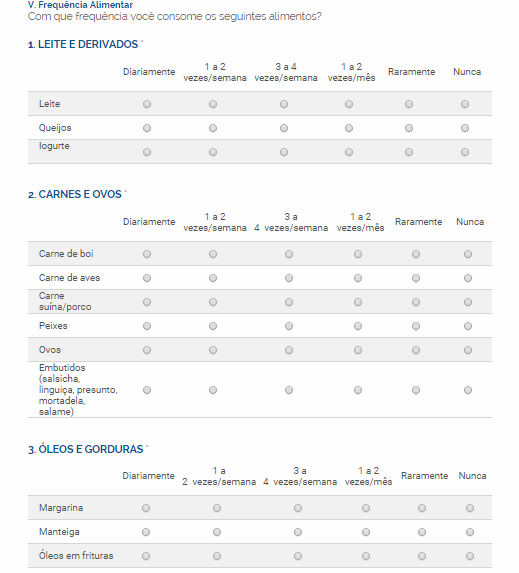 V. Frequência Alimentar
Com que frequência você consome os seguintes alimentos?
1. LEITE E DERIVADOS *
Diariamente 1 a 2 vezes/semana 3 a 4 vezes/semana 1 a 2 vezes/mês Raramente Nunca
Leite
Queijos
Iogurte
2. CARNES E OVOS *
Diariamente 1 a 2 vezes/semana 3 a 4 vezes/semana 1 a 2 vezes/mês Raramente Nunca
Carne de boi
Carne de aves
Carne
suína/porco
Peixes
Ovos
Embutidos
(salsicha,
linguiça, presunto,
mortadela,
salame)
3. ÓLEOS E GORDURAS *
Diariamente 1 a 2 vezes/semana 3 a 4 vezes/semana 1 a 2 vezes/mês Raramente Nunca
Margarina
Manteiga
Óleos em frituras